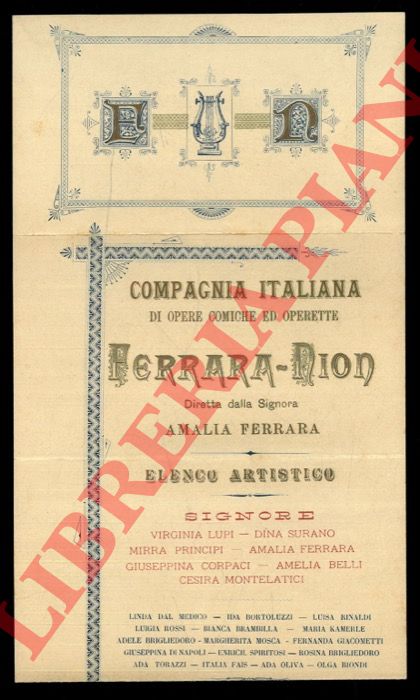 F N
COMPAGNIA ITALIANA
DI OPERE COMICHE ED OPERETTE
FERRARA-NION
Diretta dalla Signora
AMALIA FERRARA
ELENCO ARTISTICO
SIGNORE
VIRGINIA LUPI — DINA SURANO
MIRRA PRINCIPI — AMALIA FERRARA
GIUSEPPINA CORPACI — AMELIA BELLI
CESIRA MONTELATICI
LINDA DAL MEDICO — IDA BORTOLUZZI — LUISA RINALDI
LUIGIA ROSSI — BIANCA BRAMBILLA — MARIA KAMERLE
ADELE BRIGLIEDORO - MARGHERITA MOSCA - FERNANDA GIACOMETTI
GIUSEPPINA DI NAPOLI — ENRICH. SPIRITOSI — ROSINA BRIGLIEDORO
ADA TORAZZI — ITALIA FAIS — ADA OLIVA — OLGA BIONDI
LIBRERIA PIANI